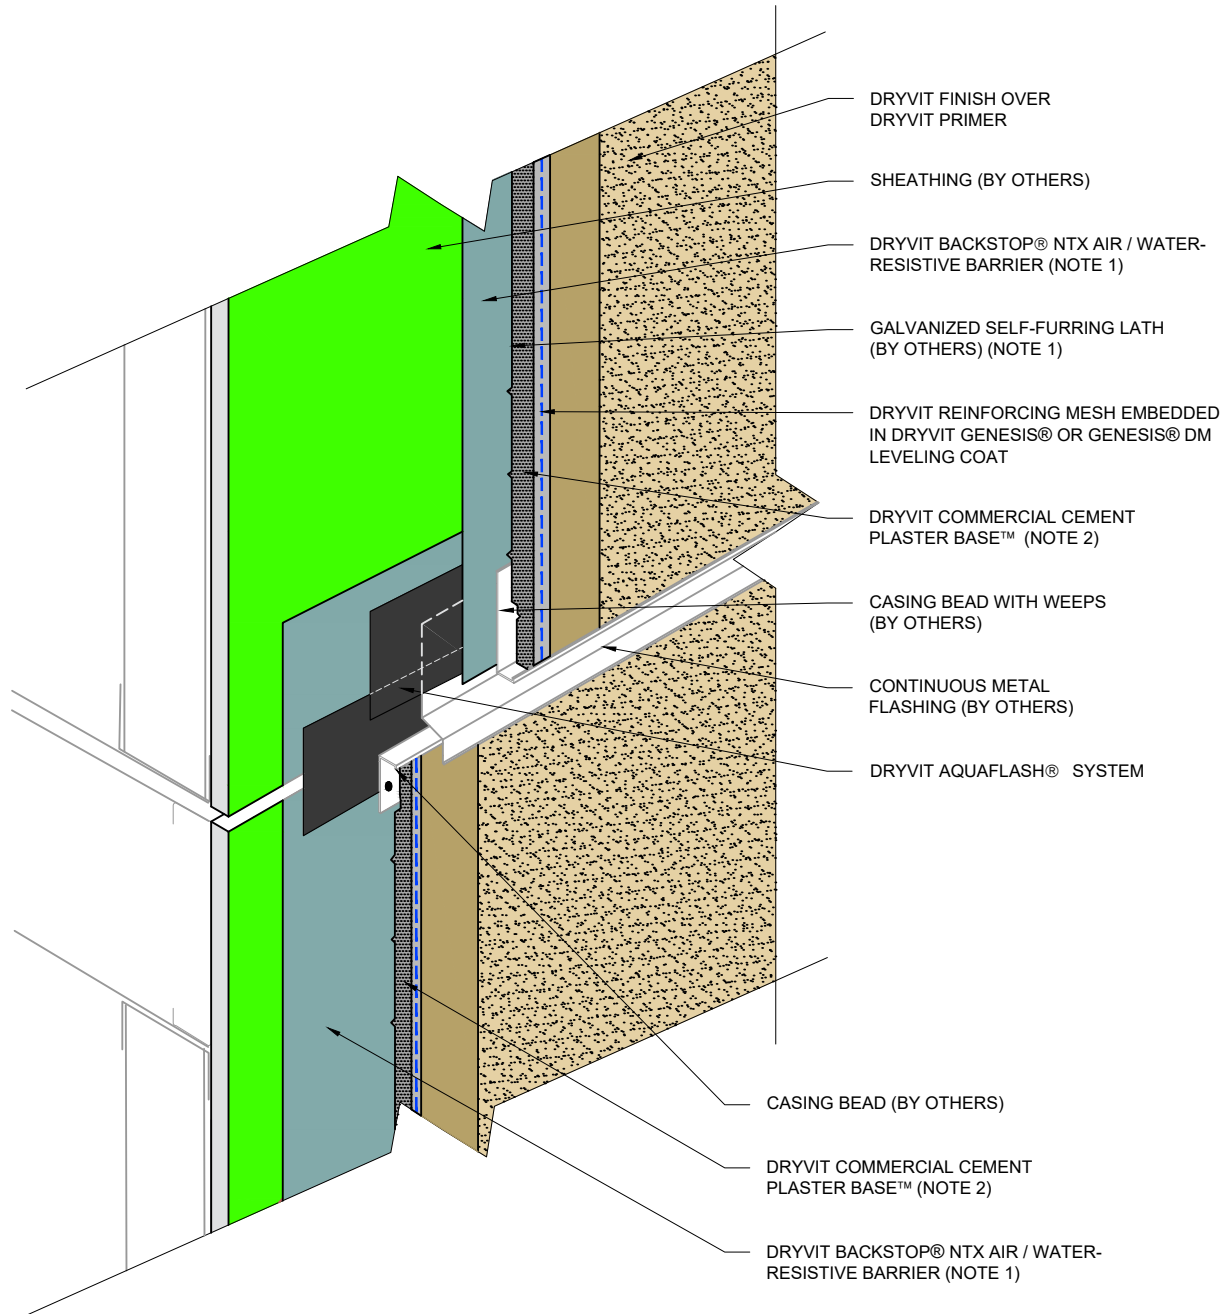 DRYVIT FINISH OVER
DRYVIT PRIMER
SHEATHING (BY OTHERS)
DRYVIT BACKSTOP® NTX AIR / WATER-
RESISTIVE BARRIER (NOTE 1)
GALVANIZED SELF-FURRING LATH
(BY OTHERS) (NOTE 1)
DRYVIT REINFORCING MESH EMBEDDED
IN DRYVIT GENESIS® OR GENESIS® DM
LEVELING COAT
DRYVIT COMMERCIAL CEMENT
PLASTER BASE™ (NOTE 2)
CASING BEAD WITH WEEPS
(BY OTHERS)
CONTINUOUS METAL
FLASHING (BY OTHERS)
DRYVIT AQUAFLASH® SYSTEM
CASING BEAD (BY OTHERS)
DRYVIT COMMERCIAL CEMENT
PLASTER BASE™ (NOTE 2)
DRYVIT BACKSTOP® NTX AIR / WATER-
RESISTIVE BARRIER (NOTE 1)